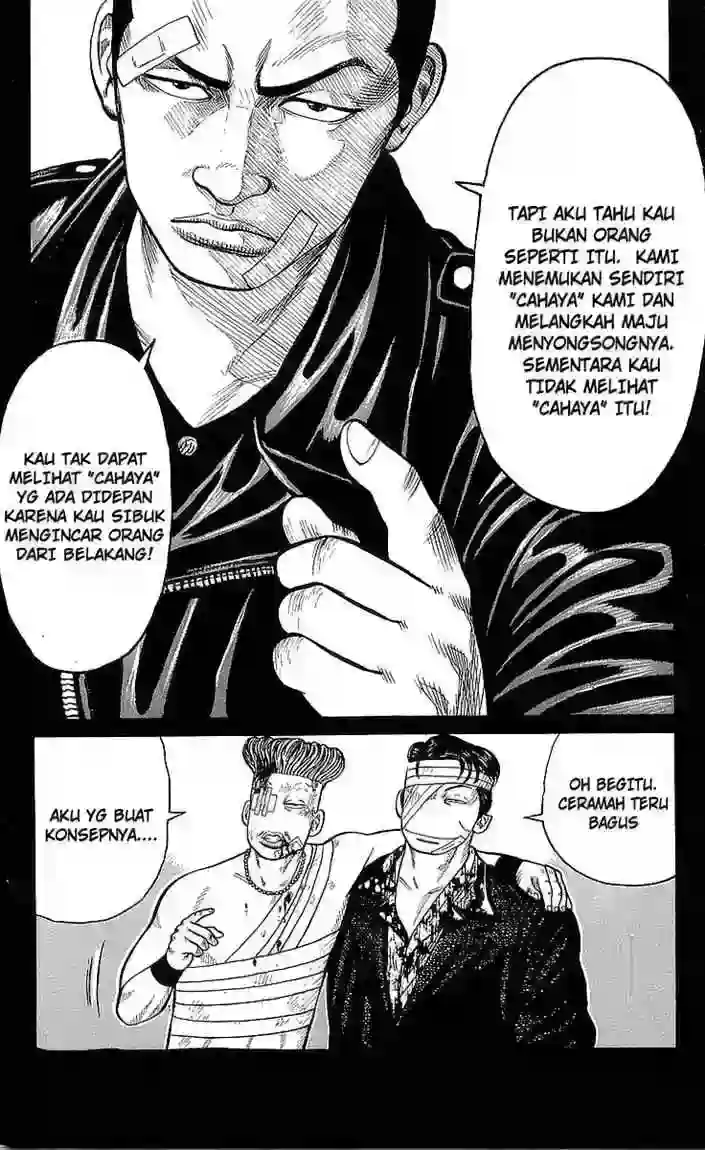 TAPI AKU TAHU KAU
BUKAN ORANG
SEPERTI ITU. KAMI
MENEMUKAN SENDIRI
"CAHAYA" KAMI DAN
MELANGKAH MAJU
MENYONGSONGNYA.
SEMENTARA KAU
TIDAK MELIHAT
"CAHAYA" ITU!
KAU TAK DAPAT
MELIHAT "CAHAYA"
YG ADA DIDEPAN
KARENA KAU SIBUK
MENGINCAR ORANG
DARI BELAKANG!
AKU YG BUAT
KONSEPNYA....
OH BEGITU.
CERAMAH TERU
BAGUS